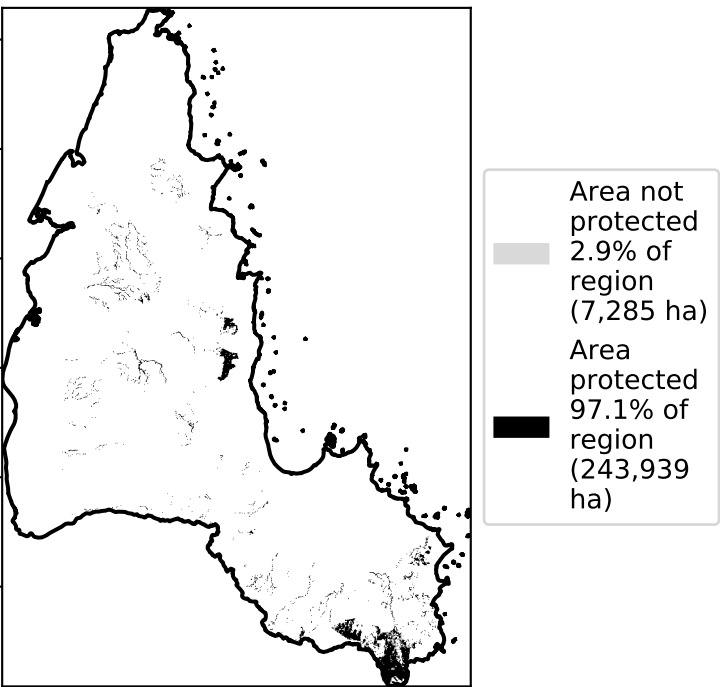 Area not
protected
2.9% of
region
(7,285 ha)
Area
protected
97.1% of
region
(243,939
ha)